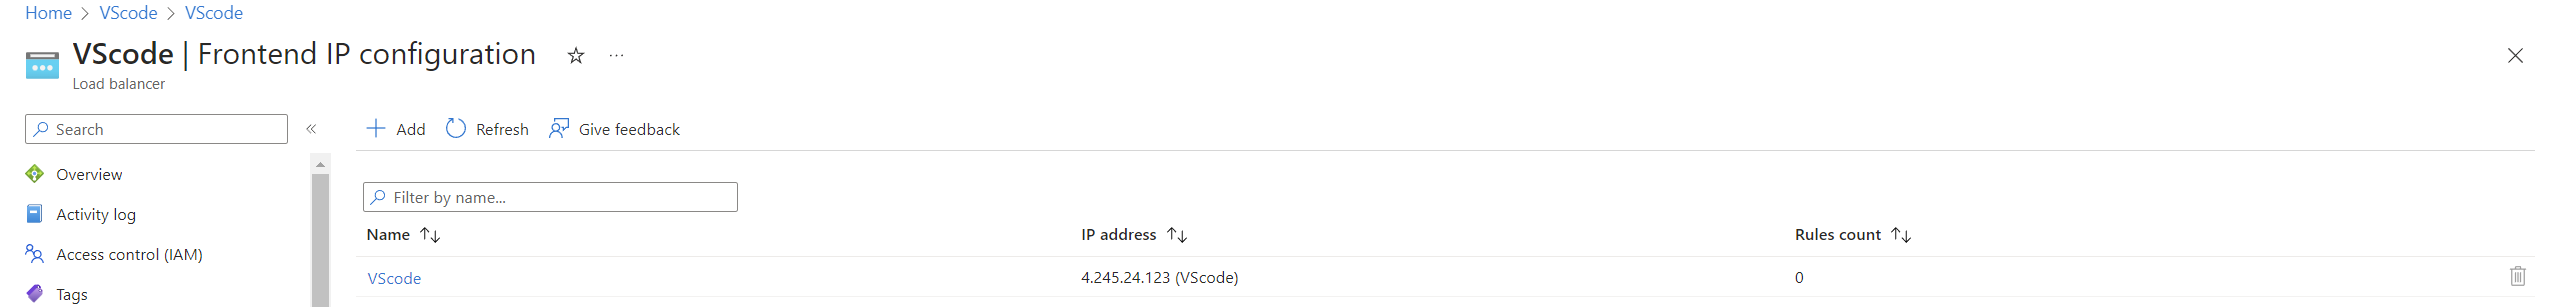 Home > VScode > VScode
VScode | Frontend IP configuration
Load balancer
Search
Add Refresh Give feedback
Overview
Activity log
Access control (IAM)
Tags
Filter by name...
Name IP address Rules count
VScode 4.245.24.123 (VScode) 0